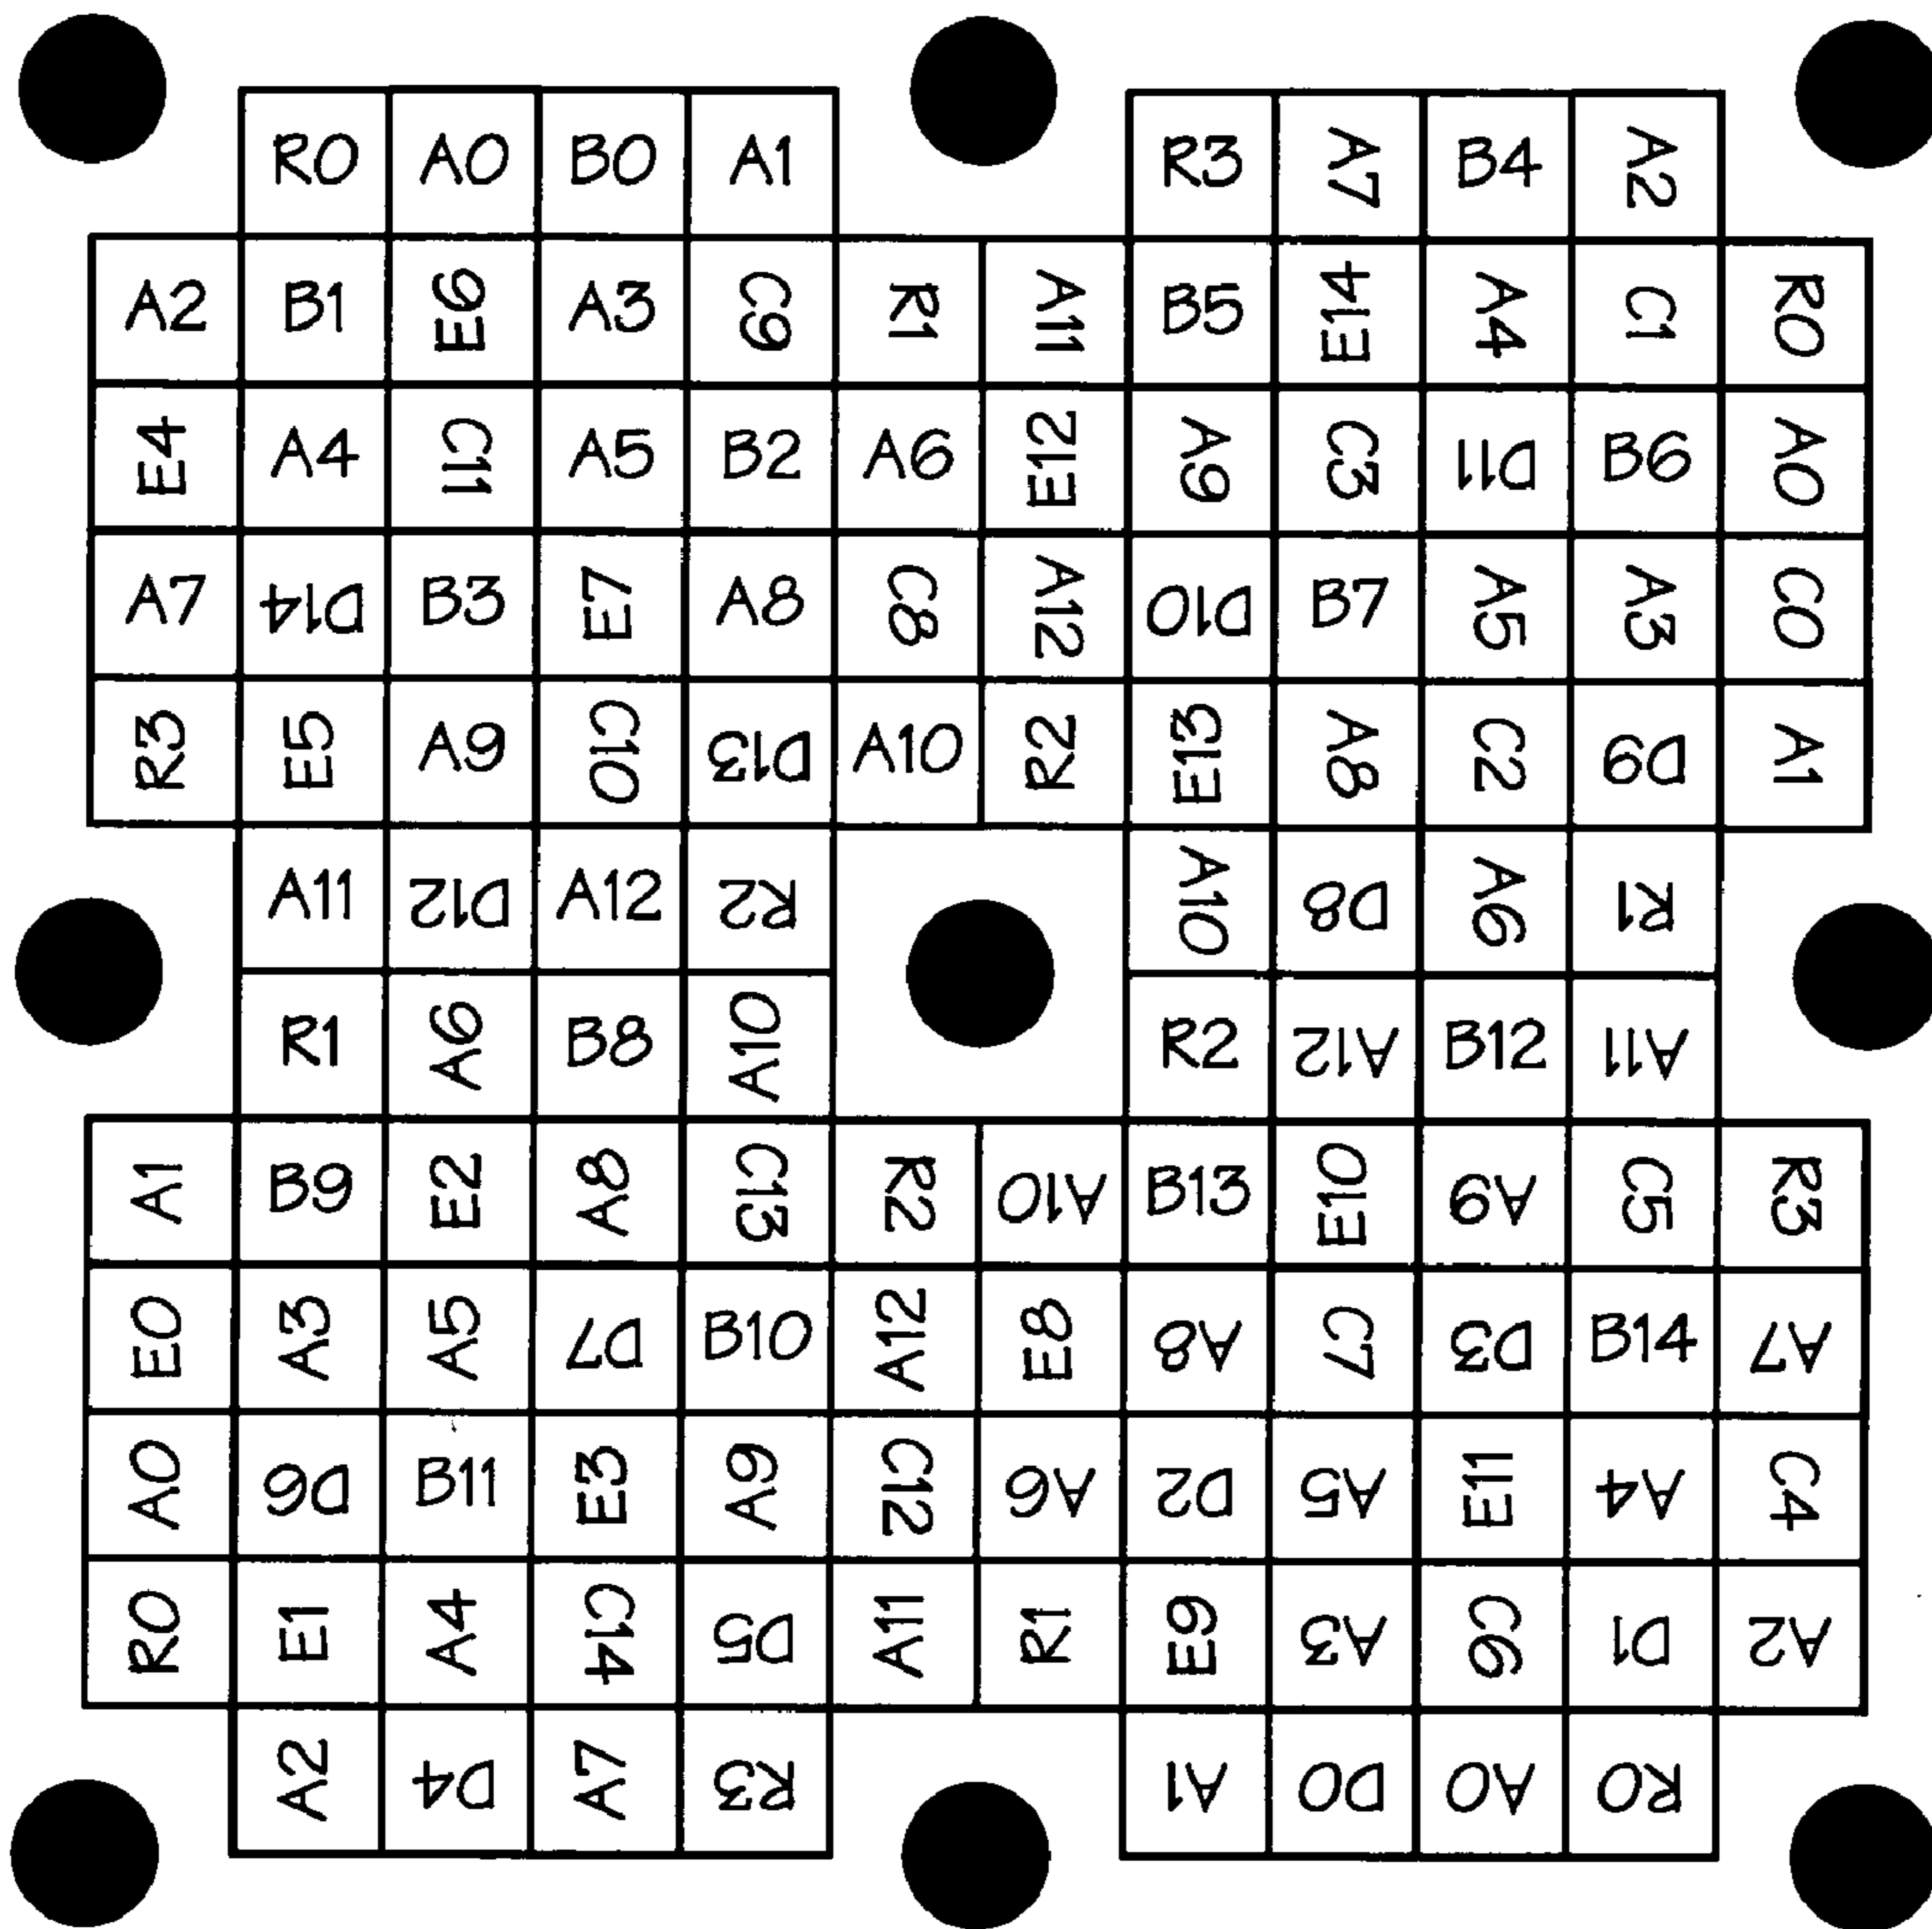 R0 A0 B0 A1 R3 A7 B4 A2
A2 B1 E6 A3 C9 R1 A11 B5 E14 A4 C1 R0
E4 A4 C11 A5 B2 A6 E12 A9 C3 D11 B6 A0
A7 D14 B3 E7 A8 C8 A12 D10 B7 A5 A3 C0
R3 E5 A9 C10 D13 A10 R2 E13 A8 C2 D9 A1
A11 D12 A12 R2 A10 D8 A6 R1
R1 A6 B8 A10 R2 A12 B12 A11
A1 B9 E2 A8 C13 R2 A10 B13 E10 A9 C5 R3
E0 A3 A5 D7 B10 A12 E8 A8 C7 D3 B14 A7
A0 D6 B11 E3 A9 C12 A6 D2 A5 E11 A4 C4
R0 E1 A4 C14 D5 A11 R1 E9 A3 C6 D1 A2
A2 D4 A7 R3 A1 D0 A0 R0